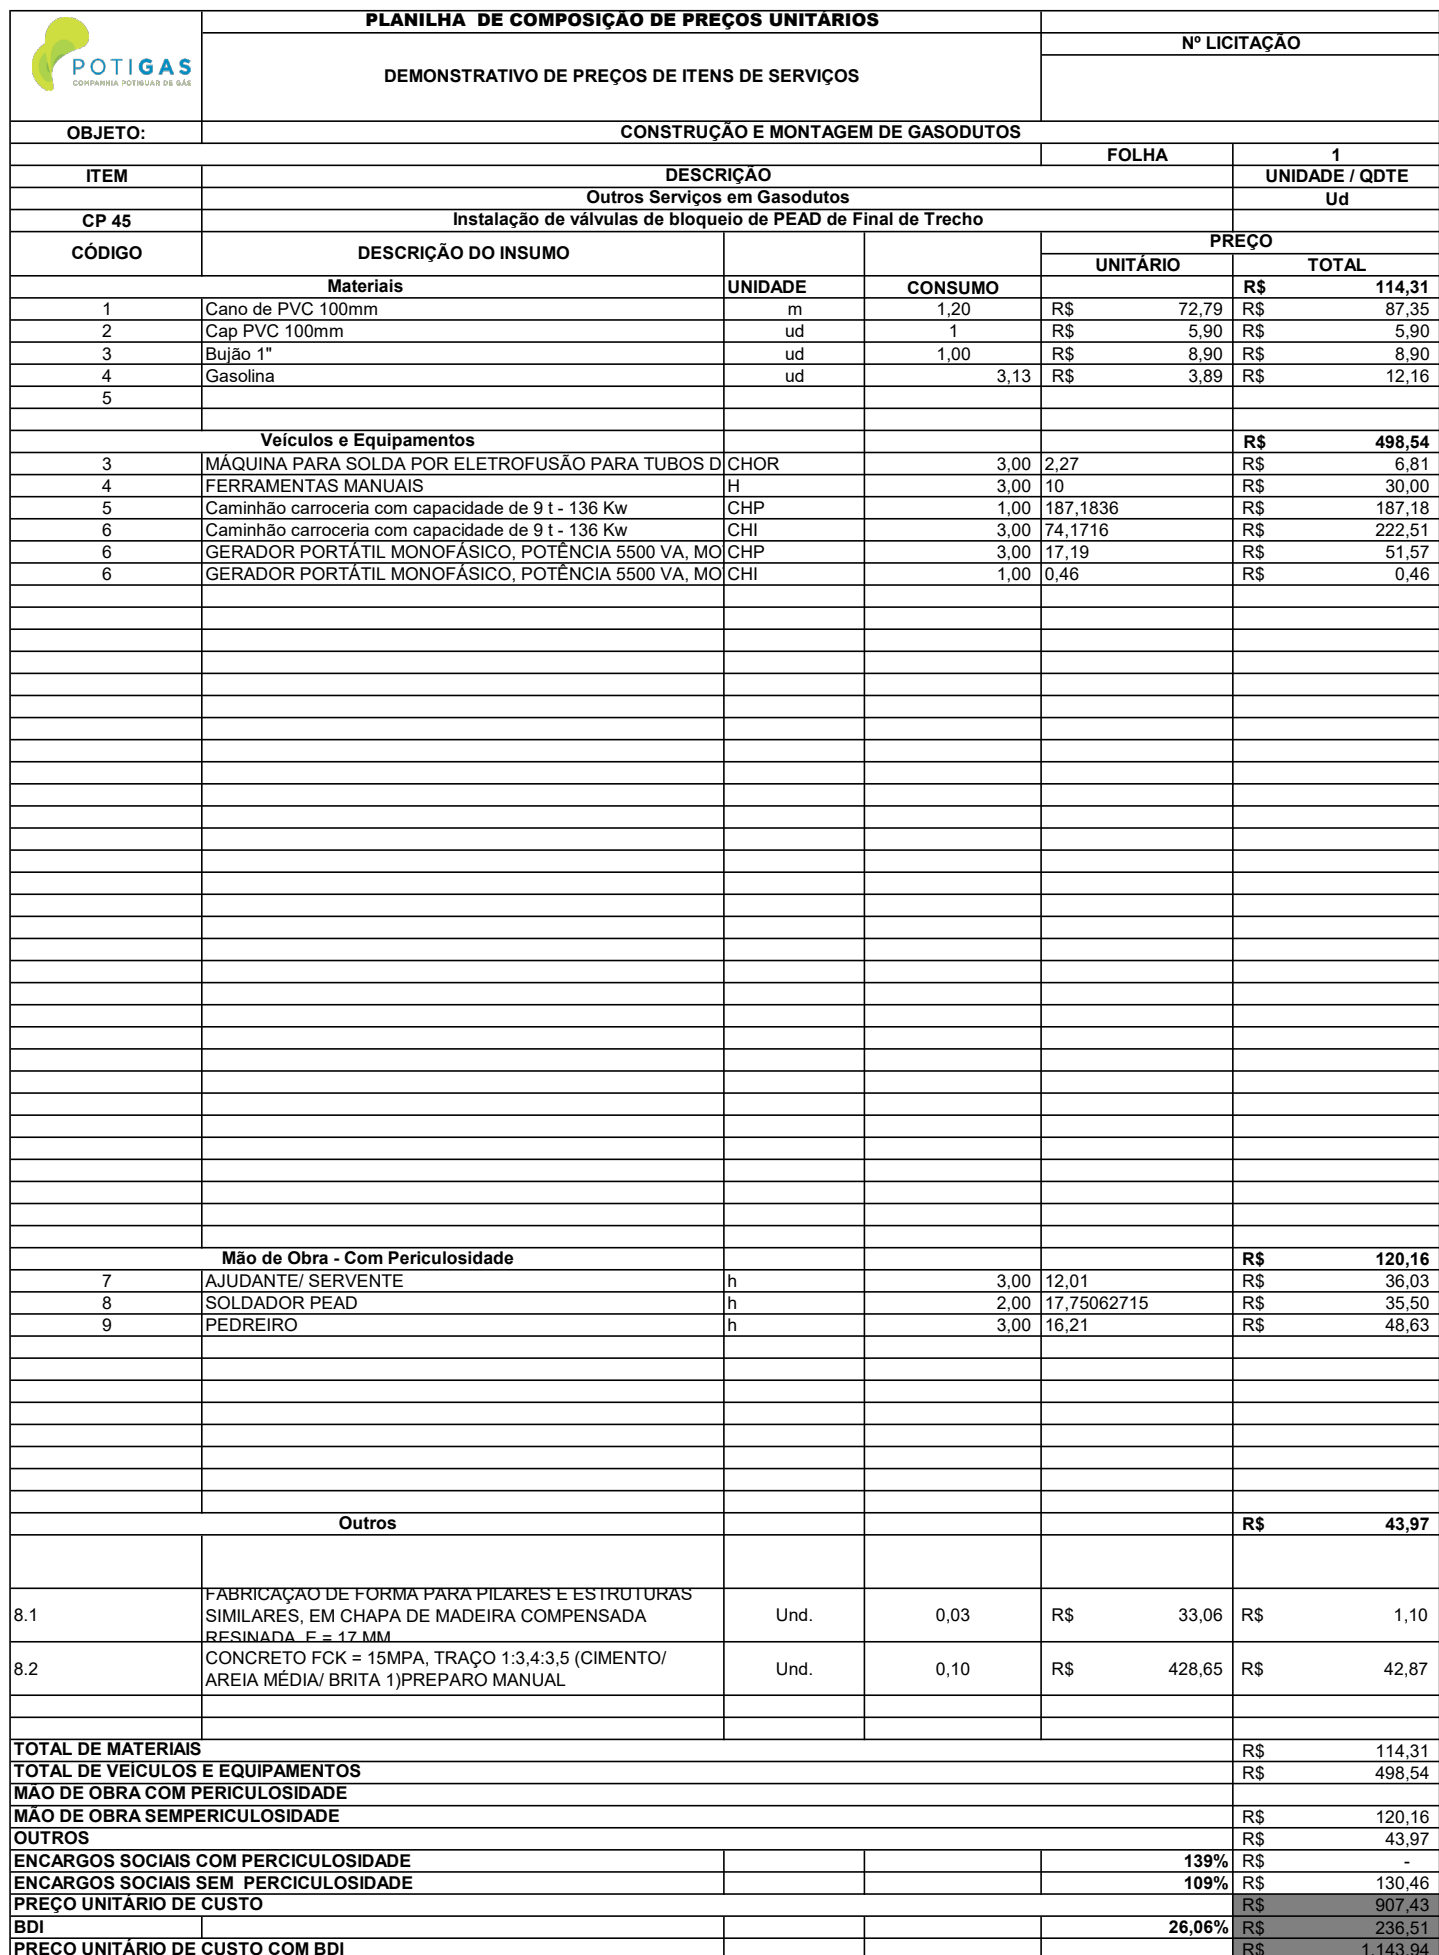 PLANILHA DE COMPOSIÇÃO DE PREÇOS UNITÁRIOS
POTIGAS
COMPANHIA POTIGUAR DE GÁS
Nº LICITAÇÃO
DEMONSTRATIVO DE PREÇOS DE ITENS DE SERVIÇOS
OBJETO: CONSTRUÇÃO E MONTAGEM DE GASODUTOS
FOLHA 1
ITEM DESCRIÇÃO UNIDADE / QDTE
Outros Serviços em Gasodutos Ud
CP 45 Instalação de válvulas de bloqueio de PEAD de Final de Trecho
CÓDIGO DESCRIÇÃO DO INSUMO PREÇO
UNITÁRIO TOTAL
Materiais UNIDADE CONSUMO R$ 114,31
1 Cano de PVC 100mm m 1,20 R$ 72,79 R$ 87,35
2 Cap PVC 100mm ud 1 R$ 5,90 R$ 5,90
3 Bujão 1" ud 1,00 R$ 8,90 R$ 8,90
4 Gasolina ud 3,13 R$ 3,89 R$ 12,16
5
Veículos e Equipamentos R$ 498,54
3 MÁQUINA PARA SOLDA POR ELETROFUSÃO PARA TUBOS D CHOR 3,00 2,27 R$ 6,81
4 FERRAMENTAS MANUAIS H 3,00 10 R$ 30,00
5 Caminhão carroceria com capacidade de 9 t - 136 Kw CHP 1,00 187,1836 R$ 187,18
6 Caminhão carroceria com capacidade de 9 t - 136 Kw CHI 3,00 74,1716 R$ 222,51
6 GERADOR PORTÁTIL MONOFÁSICO, POTÊNCIA 5500 VA, MO CHP 3,00 17,19 R$ 51,57
6 GERADOR PORTÁTIL MONOFÁSICO, POTÊNCIA 5500 VA, MO CHI 1,00 0,46 R$ 0,46
Mão de Obra - Com Periculosidade R$ 120,16
7 AJUDANTE/ SERVENTE h 3,00 12,01 R$ 36,03
8 SOLDADOR PEAD h 2,00 17,75062715 R$ 35,50
9 PEDREIRO h 3,00 16,21 R$ 48,63
Outros R$ 43,97
FABRICAÇÃO DE FORMA PARA PILARES E ESTRUTURAS
8.1 SIMILARES, EM CHAPA DE MADEIRA COMPENSADA Und. 0,03 R$ 33,06 R$ 1,10
RESINADA, E = 17 MM
8.2 CONCRETO FCK = 15MPA, TRAÇO 1:3,4:3,5 (CIMENTO/ Und. 0,10 R$ 428,65 R$ 42,87
AREIA MÉDIA/ BRITA 1)PREPARO MANUAL
TOTAL DE MATERIAIS R$ 114,31
TOTAL DE VEÍCULOS E EQUIPAMENTOS R$ 498,54
MÃO DE OBRA COM PERICULOSIDADE
MÃO DE OBRA SEMPERICULOSIDADE R$ 120,16
OUTROS R$ 43,97
ENCARGOS SOCIAIS COM PERCICULOSIDADE 139% R$ -
ENCARGOS SOCIAIS SEM PERCICULOSIDADE 109% R$ 130,46
PREÇO UNITÁRIO DE CUSTO R$ 907,43
BDI 26,06% R$ 236,51
PREÇO UNITÁRIO DE CUSTO COM BDI R$ 1.143,94